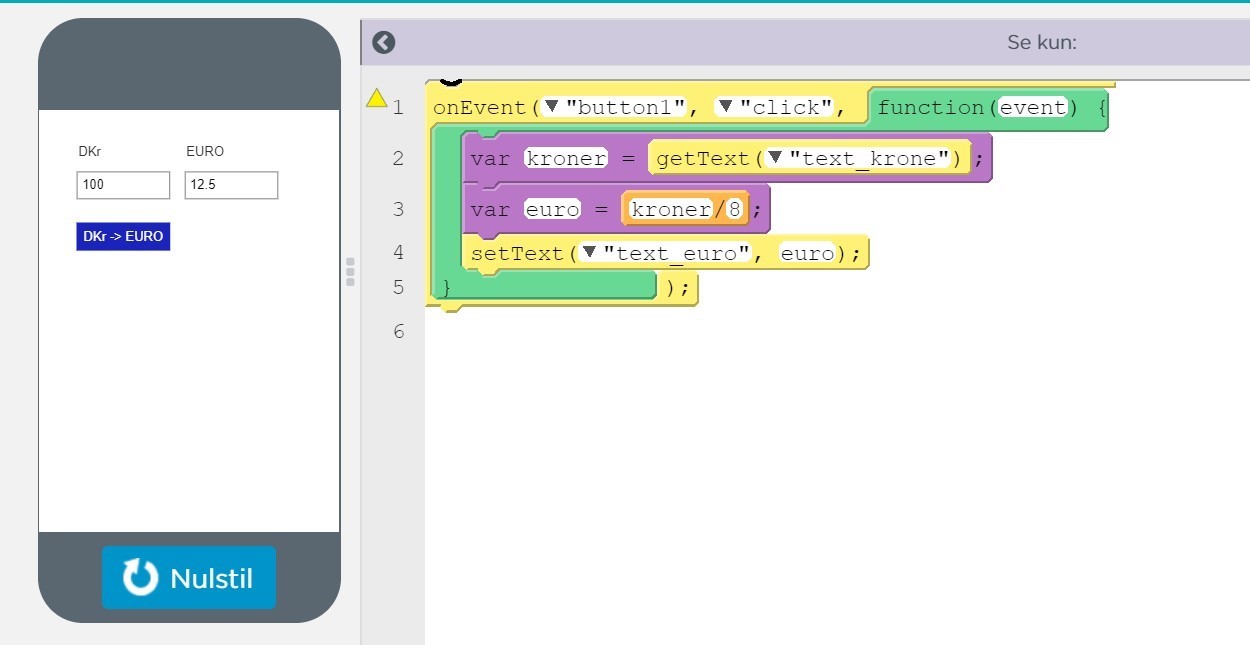 Se kun:
DKr EURO
100 12.5
DKr -> EURO
Nulstil
1 onEvent(▼"button1", ▼"click", function(event) {
2 var kroner = getText(▼"text_krone");
3 var euro = kroner/8;
4 setText(▼"text_euro", euro);
5 } );
6